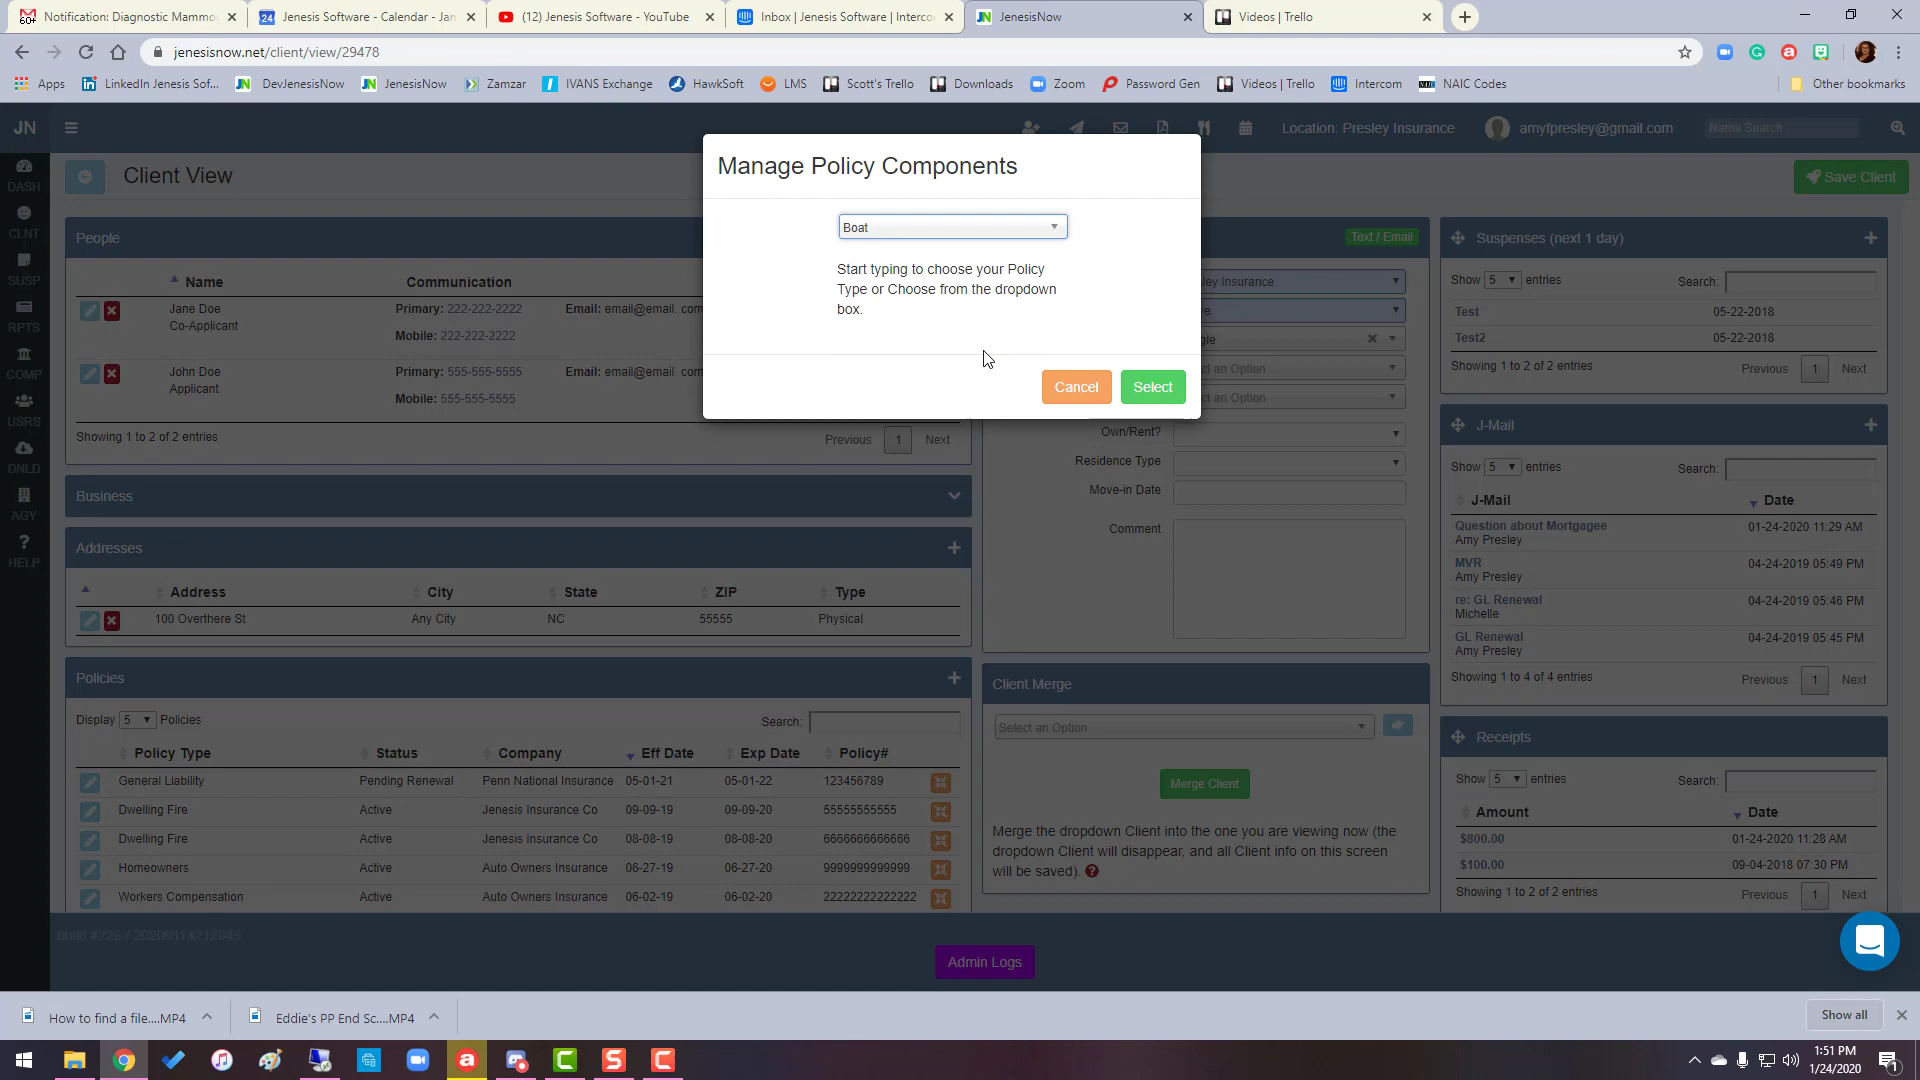 Notification: Diagnostic Mammo
Jenesis Software - Calendar - Jan
(12) Jenesis Software - YouTube
Inbox | Jenesis Software | Interco
JenesisNow
Videos | Trello
jenesisnow.net/client/view/29478
Apps
LinkedIn Jenesis Sof...
DevJenesisNow
JenesisNow
Zamzar
IVANS Exchange
HawkSoft
LMS
Scott's Trello
Downloads
Zoom
Password Gen
Videos | Trello
Intercom
NAIC Codes
Other bookmarks
JN
Location: Presley Insurance
amyfpresley@gmail.com
Name Search
DASH
CLNT
SUSP
RPTS
COMP
USRS
DNLD
AGY
HELP
Client View
Save Client
Manage Policy Components
Boat
Start typing to choose your Policy
Type or Choose from the dropdown
box.
Cancel
Select
People
Name
Communication
Jane Doe
Co-Applicant
Primary: 222-222-2222
Email: email@email. com
Mobile: 222-222-2222
John Doe
Applicant
Primary: 555-555-5555
Email: email@email. com
Mobile: 555-555-5555
Showing 1 to 2 of 2 entries
Previous 1 Next
Business
Addresses
Address City State ZIP Type
100 Overthere St Any City NC 55555 Physical
Policies
Display 5 Policies
Search:
Policy Type Status Company Eff Date Exp Date Policy#
General Liability Pending Renewal Penn National Insurance 05-01-21 05-01-22 123456789
Dwelling Fire Active Jenesis Insurance Co 09-09-19 09-09-20 55555555555
Dwelling Fire Active Jenesis Insurance Co 08-08-19 08-08-20 6666666666666
Homeowners Active Auto Owners Insurance 06-27-19 06-27-20 9999999999999
Workers Compensation Active Auto Owners Insurance 06-02-19 06-02-20 22222222222222
Text / Email
ley Insurance
Own/Rent?
Residence Type
Move-in Date
Comment
Client Merge
Select an Option
Merge Client
Merge the dropdown Client into the one you are viewing now (the
dropdown Client will disappear, and all Client info on this screen
will be saved).
Suspenses (next 1 day)
Show 5 entries
Search:
Test 05-22-2018
Test2 05-22-2018
Showing 1 to 2 of 2 entries
Previous 1 Next
J-Mail
Show 5 entries
Search:
J-Mail Date
Question about Mortgagee 01-24-2020 11:29 AM
Amy Presley
MVR 04-24-2019 05:49 PM
Amy Presley
re: GL Renewal 04-24-2019 05:46 PM
Michelle
GL Renewal 04-24-2019 05:45 PM
Amy Presley
Showing 1 to 4 of 4 entries
Previous 1 Next
Receipts
Show 5 entries
Search:
Amount Date
$800.00 01-24-2020 11:28 AM
$100.00 09-04-2018 07:30 PM
Showing 1 to 2 of 2 entries
Previous 1 Next
Admin Logs
How to find a file....MP4
Eddie's PP End Sc....MP4
Show all
1:51 PM
1/24/2020